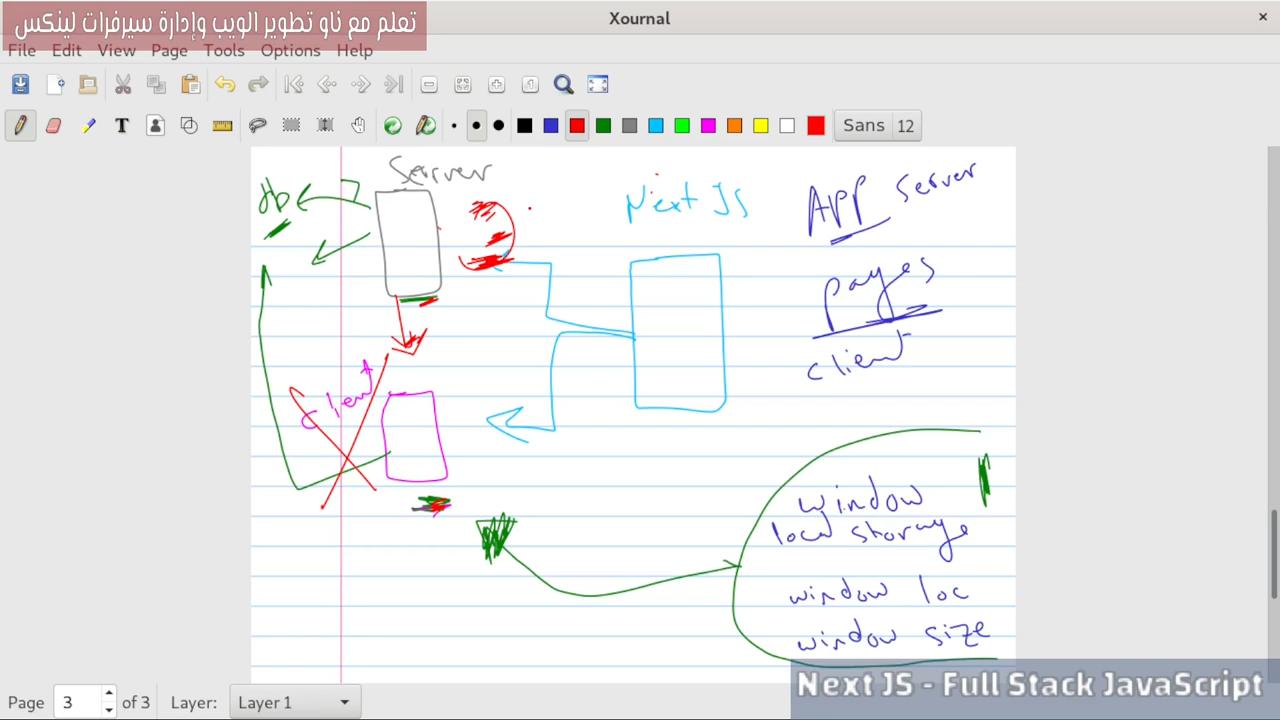 Xournal
تعلم مع ناو تطوير الويب وإدارة سيرفرات لينكس
File Edit View Page Tools Options Help
Sans 12
Server
db
Next JS
APP Server
pages
client
client
window
local storage
window loc
window size
Next JS - Full Stack JavaScript
Page 3 of 3 Layer: Layer 1